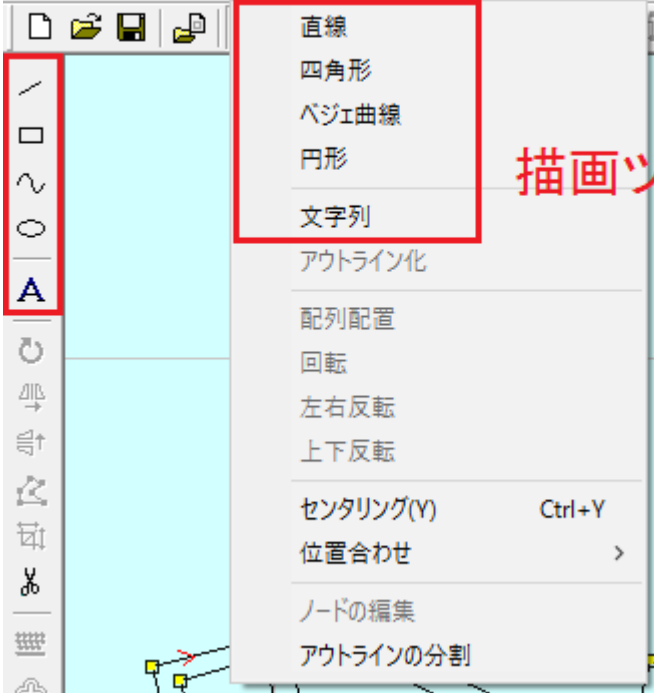 直線
四角形
ベジェ曲線
円形
描画ツ
文字列
アウトライン化
配列配置
回転
左右反転
上下反転
センタリング(Y) Ctrl+Y
位置合わせ
ノードの編集
アウトラインの分割
A